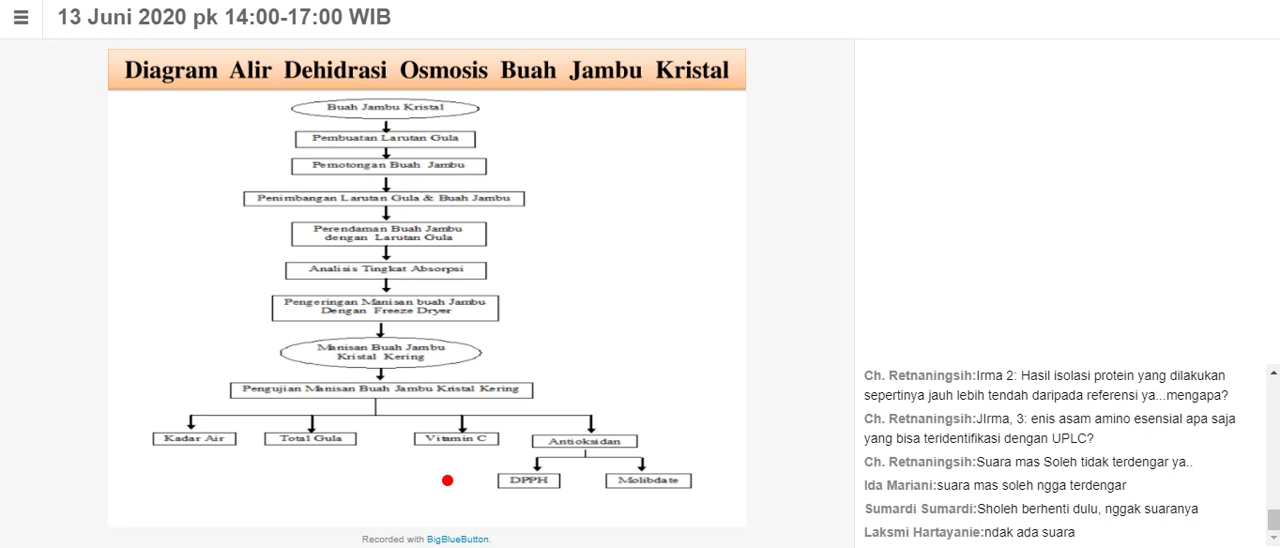 13 Juni 2020 pk 14:00-17:00 WIB
Diagram Alir Dehidrasi Osmosis Buah Jambu Kristal
Buah Jambu Kristal
Pembuatan Larutan Gula
Pemotongan Buah Jambu
Penimbangan Larutan Gula & Buah Jambu
Perendaman Buah Jambu
dengan Larutan Gula
Analisis Tingkat Absorpsi
Pengeringan Manisan buah Jambu
Dengan Freeze Dryer
Manisan Buah Jambu
Kristal Kering
Pengujian Manisan Buah Jambu Kristal Kering
Kadar Air
Total Gula
Vitamin C
Antioksidan
DPPH
Molibdate
Recorded with BigBlueButton.
Ch. Retnaningsih:Irma 2: Hasil isolasi protein yang dilakukan
sepertinya jauh lebih tendah daripada referensi ya...mengapa?
Ch. Retnaningsih:JIrma, 3: enis asam amino esensial apa saja
yang bisa teridentifikasi dengan UPLC?
Ch. Retnaningsih:Suara mas Soleh tidak terdengar ya..
Ida Mariani:suara mas soleh ngga terdengar
Sumardi Sumardi:Sholeh berhenti dulu, nggak suaranya
Laksmi Hartayanie:ndak ada suara